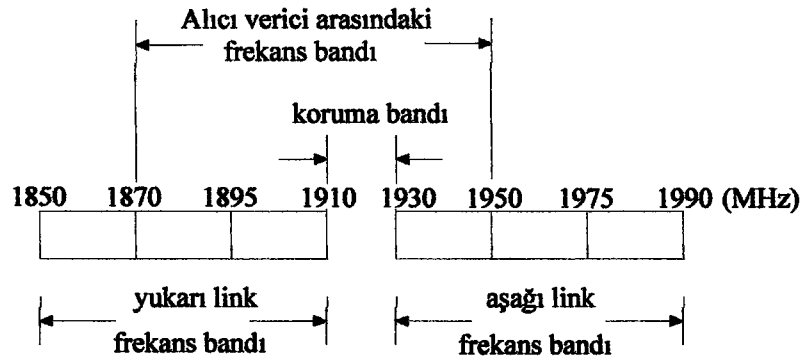 Alıcı verici arasındaki
frekans bandı
koruma bandı
1850 1870 1895 1910 1930 1950 1975 1990 (MHz)
yukarı link
frekans bandı
aşağı link
frekans bandı